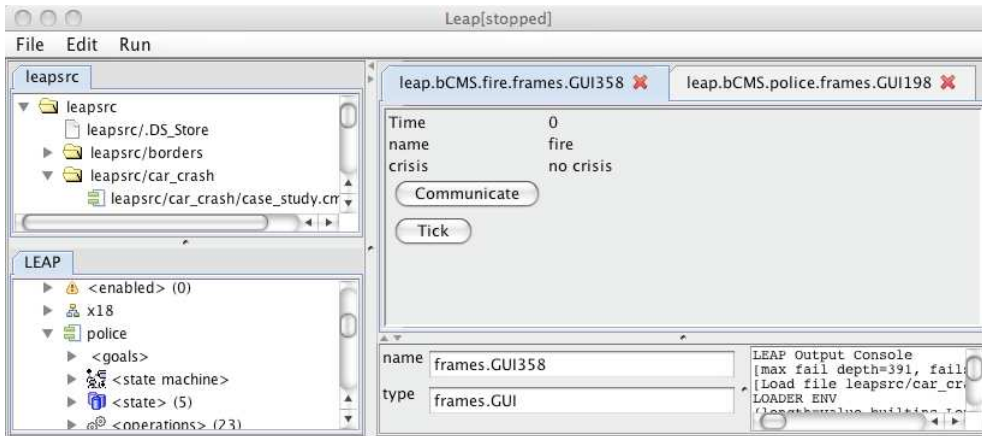 Leap[stopped]
File Edit Run
leapsrc
leapsrc
leapsrc/.DS_Store
leapsrc/borders
leapsrc/car_crash
leapsrc/car_crash/case_study.cm
LEAP
<enabled> (0)
x18
police
<goals>
<state machine>
<state> (5)
<operations> (23)
leap.bCMS.fire.frames.GUI358 leap.bCMS.police.frames.GUI198
Time 0
name fire
crisis no crisis
Communicate
Tick
name frames.GUI358
type frames.GUI
LEAP Output Console
[max fail depth=391, fail
[Load file leapsrc/car_cr
LOADER ENV